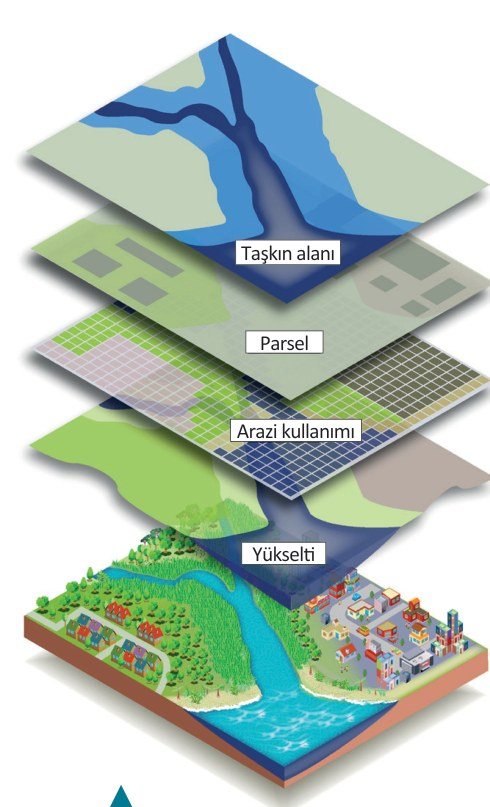 Taşkın alanı
Parsel
Arazi kullanımı
Yükselti